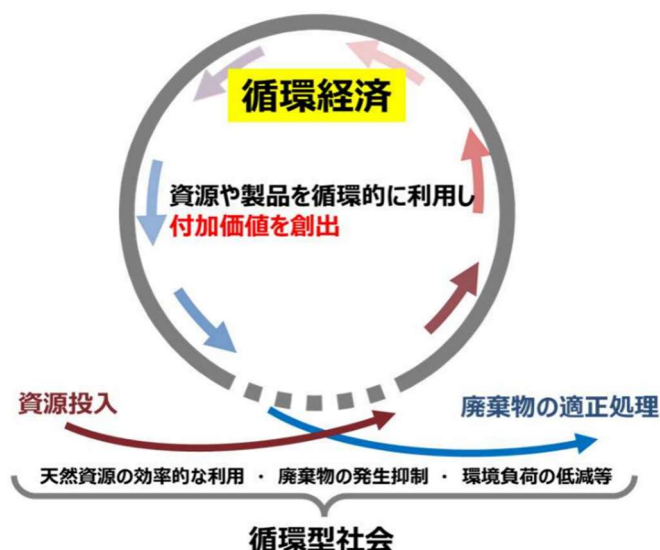 循環経済
資源や製品を循環的に利用し
付加価値を創出
資源投入
廃棄物の適正処理
天然資源の効率的な利用 ・ 廃棄物の発生抑制 ・ 環境負荷の低減等
循環型社会